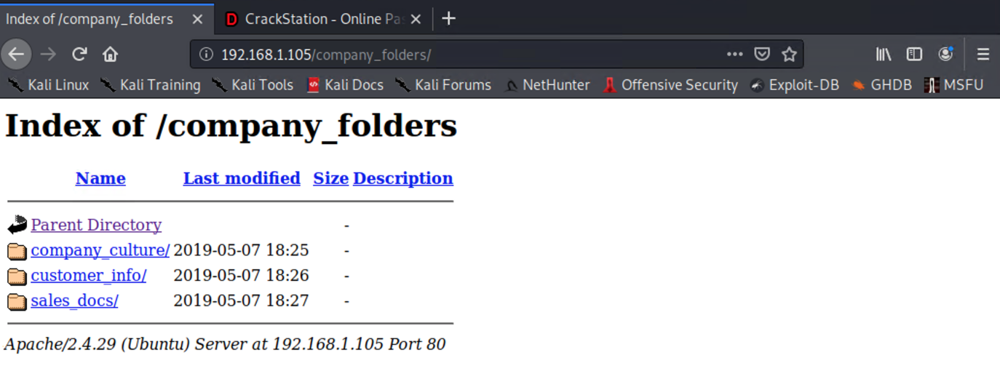 Index of /company_folders CrackStation - Online Pa
192.168.1.105/company_folders/
Kali Linux Kali Training Kali Tools Kali Docs Kali Forums NetHunter Offensive Security Exploit-DB GHDB MSFU
Index of /company_folders
Name Last modified Size Description
Parent Directory -
company_culture/ 2019-05-07 18:25 -
customer_info/ 2019-05-07 18:26 -
sales_docs/ 2019-05-07 18:27 -
Apache/2.4.29 (Ubuntu) Server at 192.168.1.105 Port 80